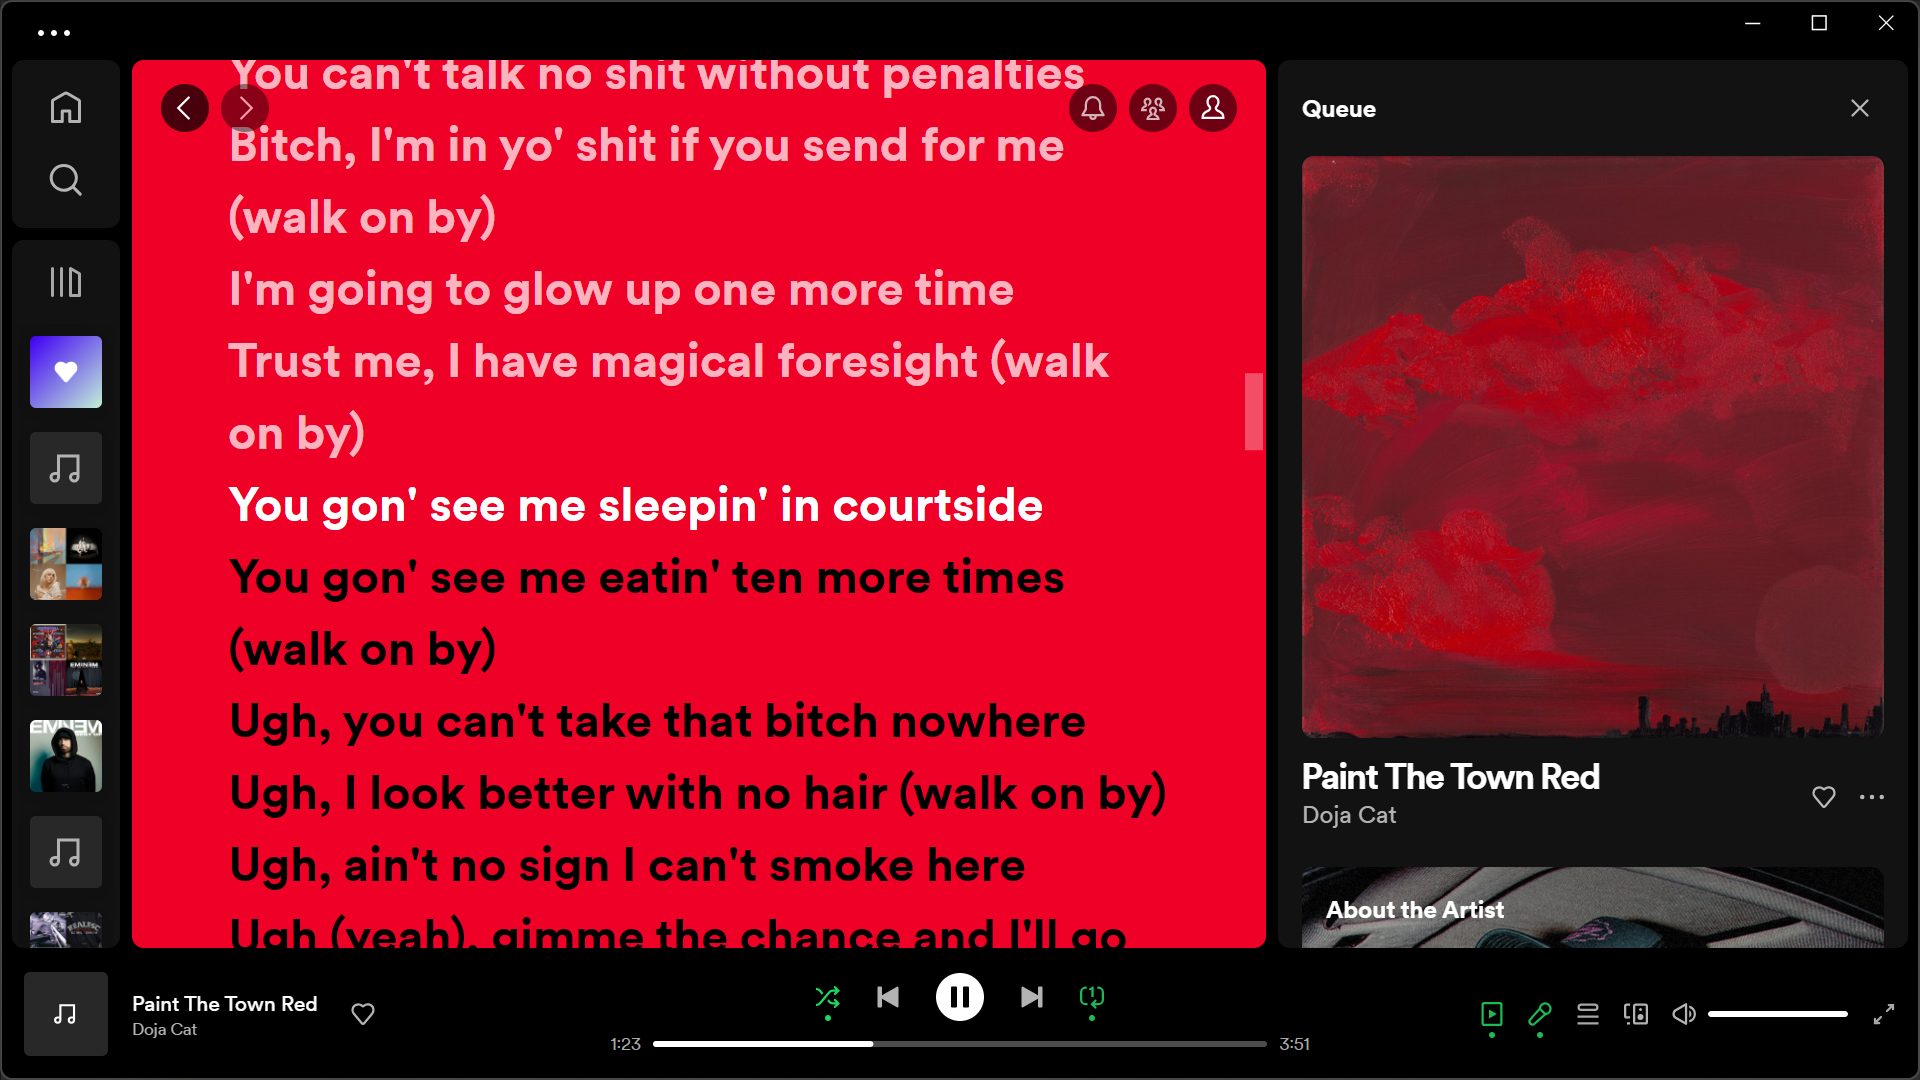 You can't talk no shit without penalties
Bitch, I'm in yo' shit if you send for me
(walk on by)
I'm going to glow up one more time
Trust me, I have magical foresight (walk
on by)
You gon' see me sleepin' in courtside
You gon' see me eatin' ten more times
(walk on by)
Ugh, you can't take that bitch nowhere
Ugh, I look better with no hair (walk on by)
Ugh, ain't no sign I can't smoke here
Ugh (yeah), gimme the chance and I'll go
Queue
Paint The Town Red
Doja Cat
About the Artist
EMINEM
EMINEM
Paint The Town Red
Doja Cat
1
1:23
3:51